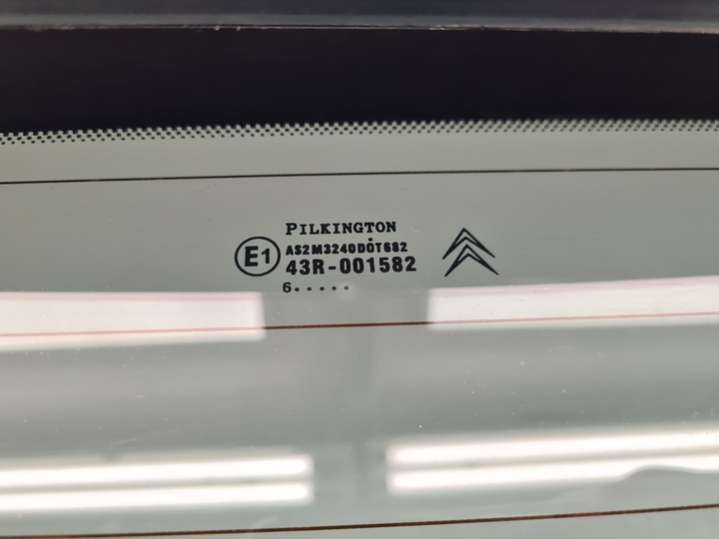 PILKINGTON
E1
AS2M3240DOT682
43R-001582
6.....